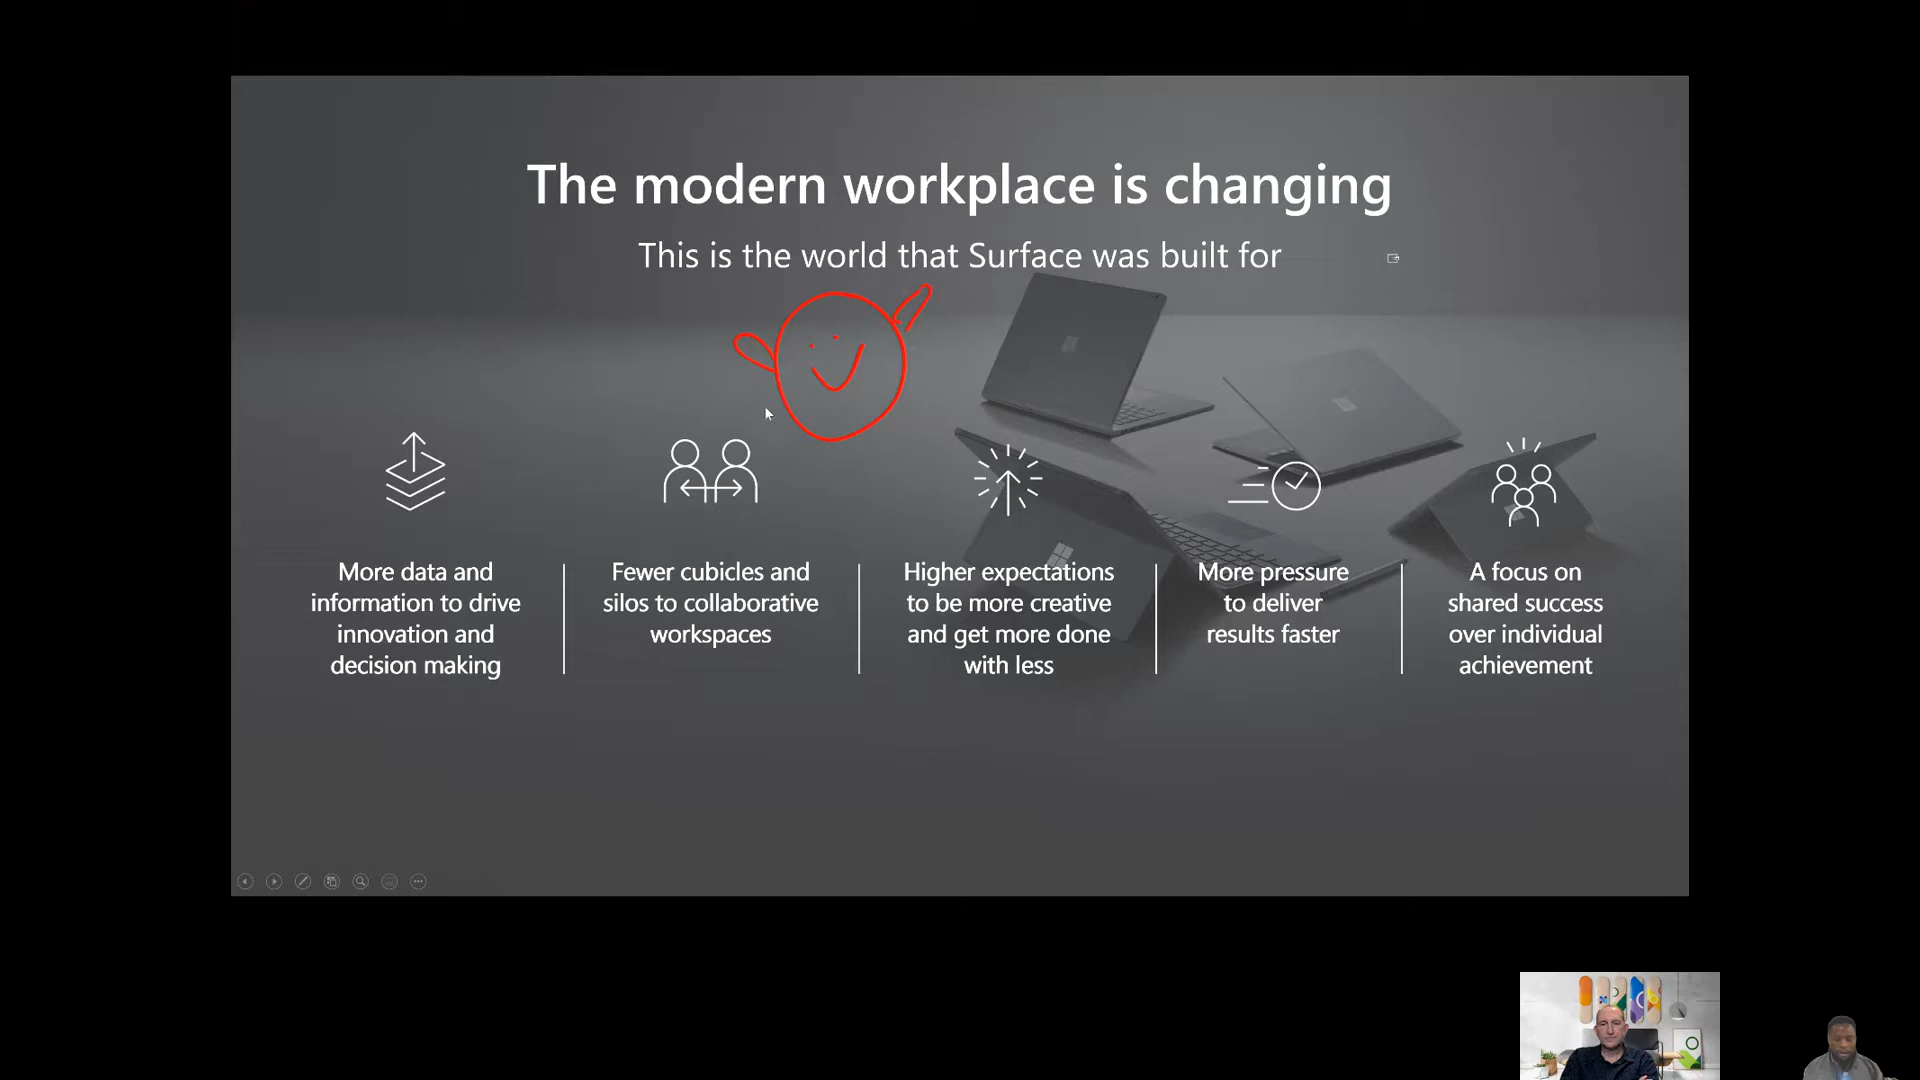 The modern workplace is changing
This is the world that Surface was built for
More data and
information to drive
innovation and
decision making
Fewer cubicles and
silos to collaborative
workspaces
Higher expectations
to be more creative
and get more done
with less
More pressure
to deliver
results faster
A focus on
shared success
over individual
achievement